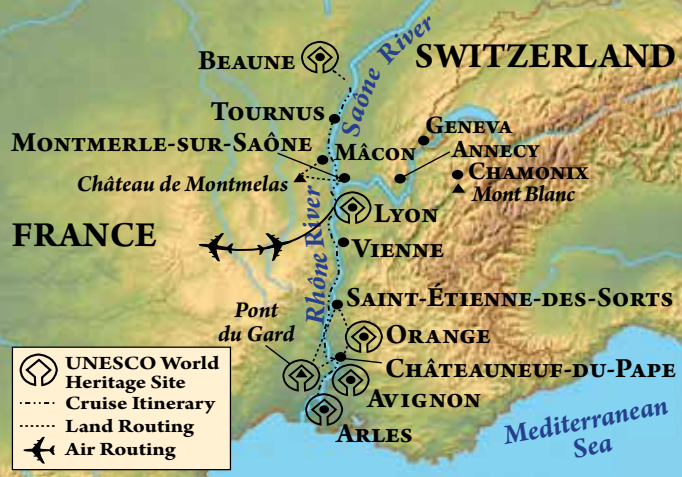 BEAUNE
SWITZERLAND
Saône River
TOURNUS
GENEVA
MONTMERLE-SUR-SAÔNE
MÂCON
ANNECY
CHAMONIX
Château de Montmelas
Mont Blanc
LYON
FRANCE
VIENNE
Rhône River
SAINT-ÉTIENNE-DES-SORTS
Pont
du Gard
ORANGE
CHÂTEAUNEUF-DU-PAPE
AVIGNON
ARLES
Mediterranean
Sea
UNESCO World
Heritage Site
Cruise Itinerary
Land Routing
Air Routing